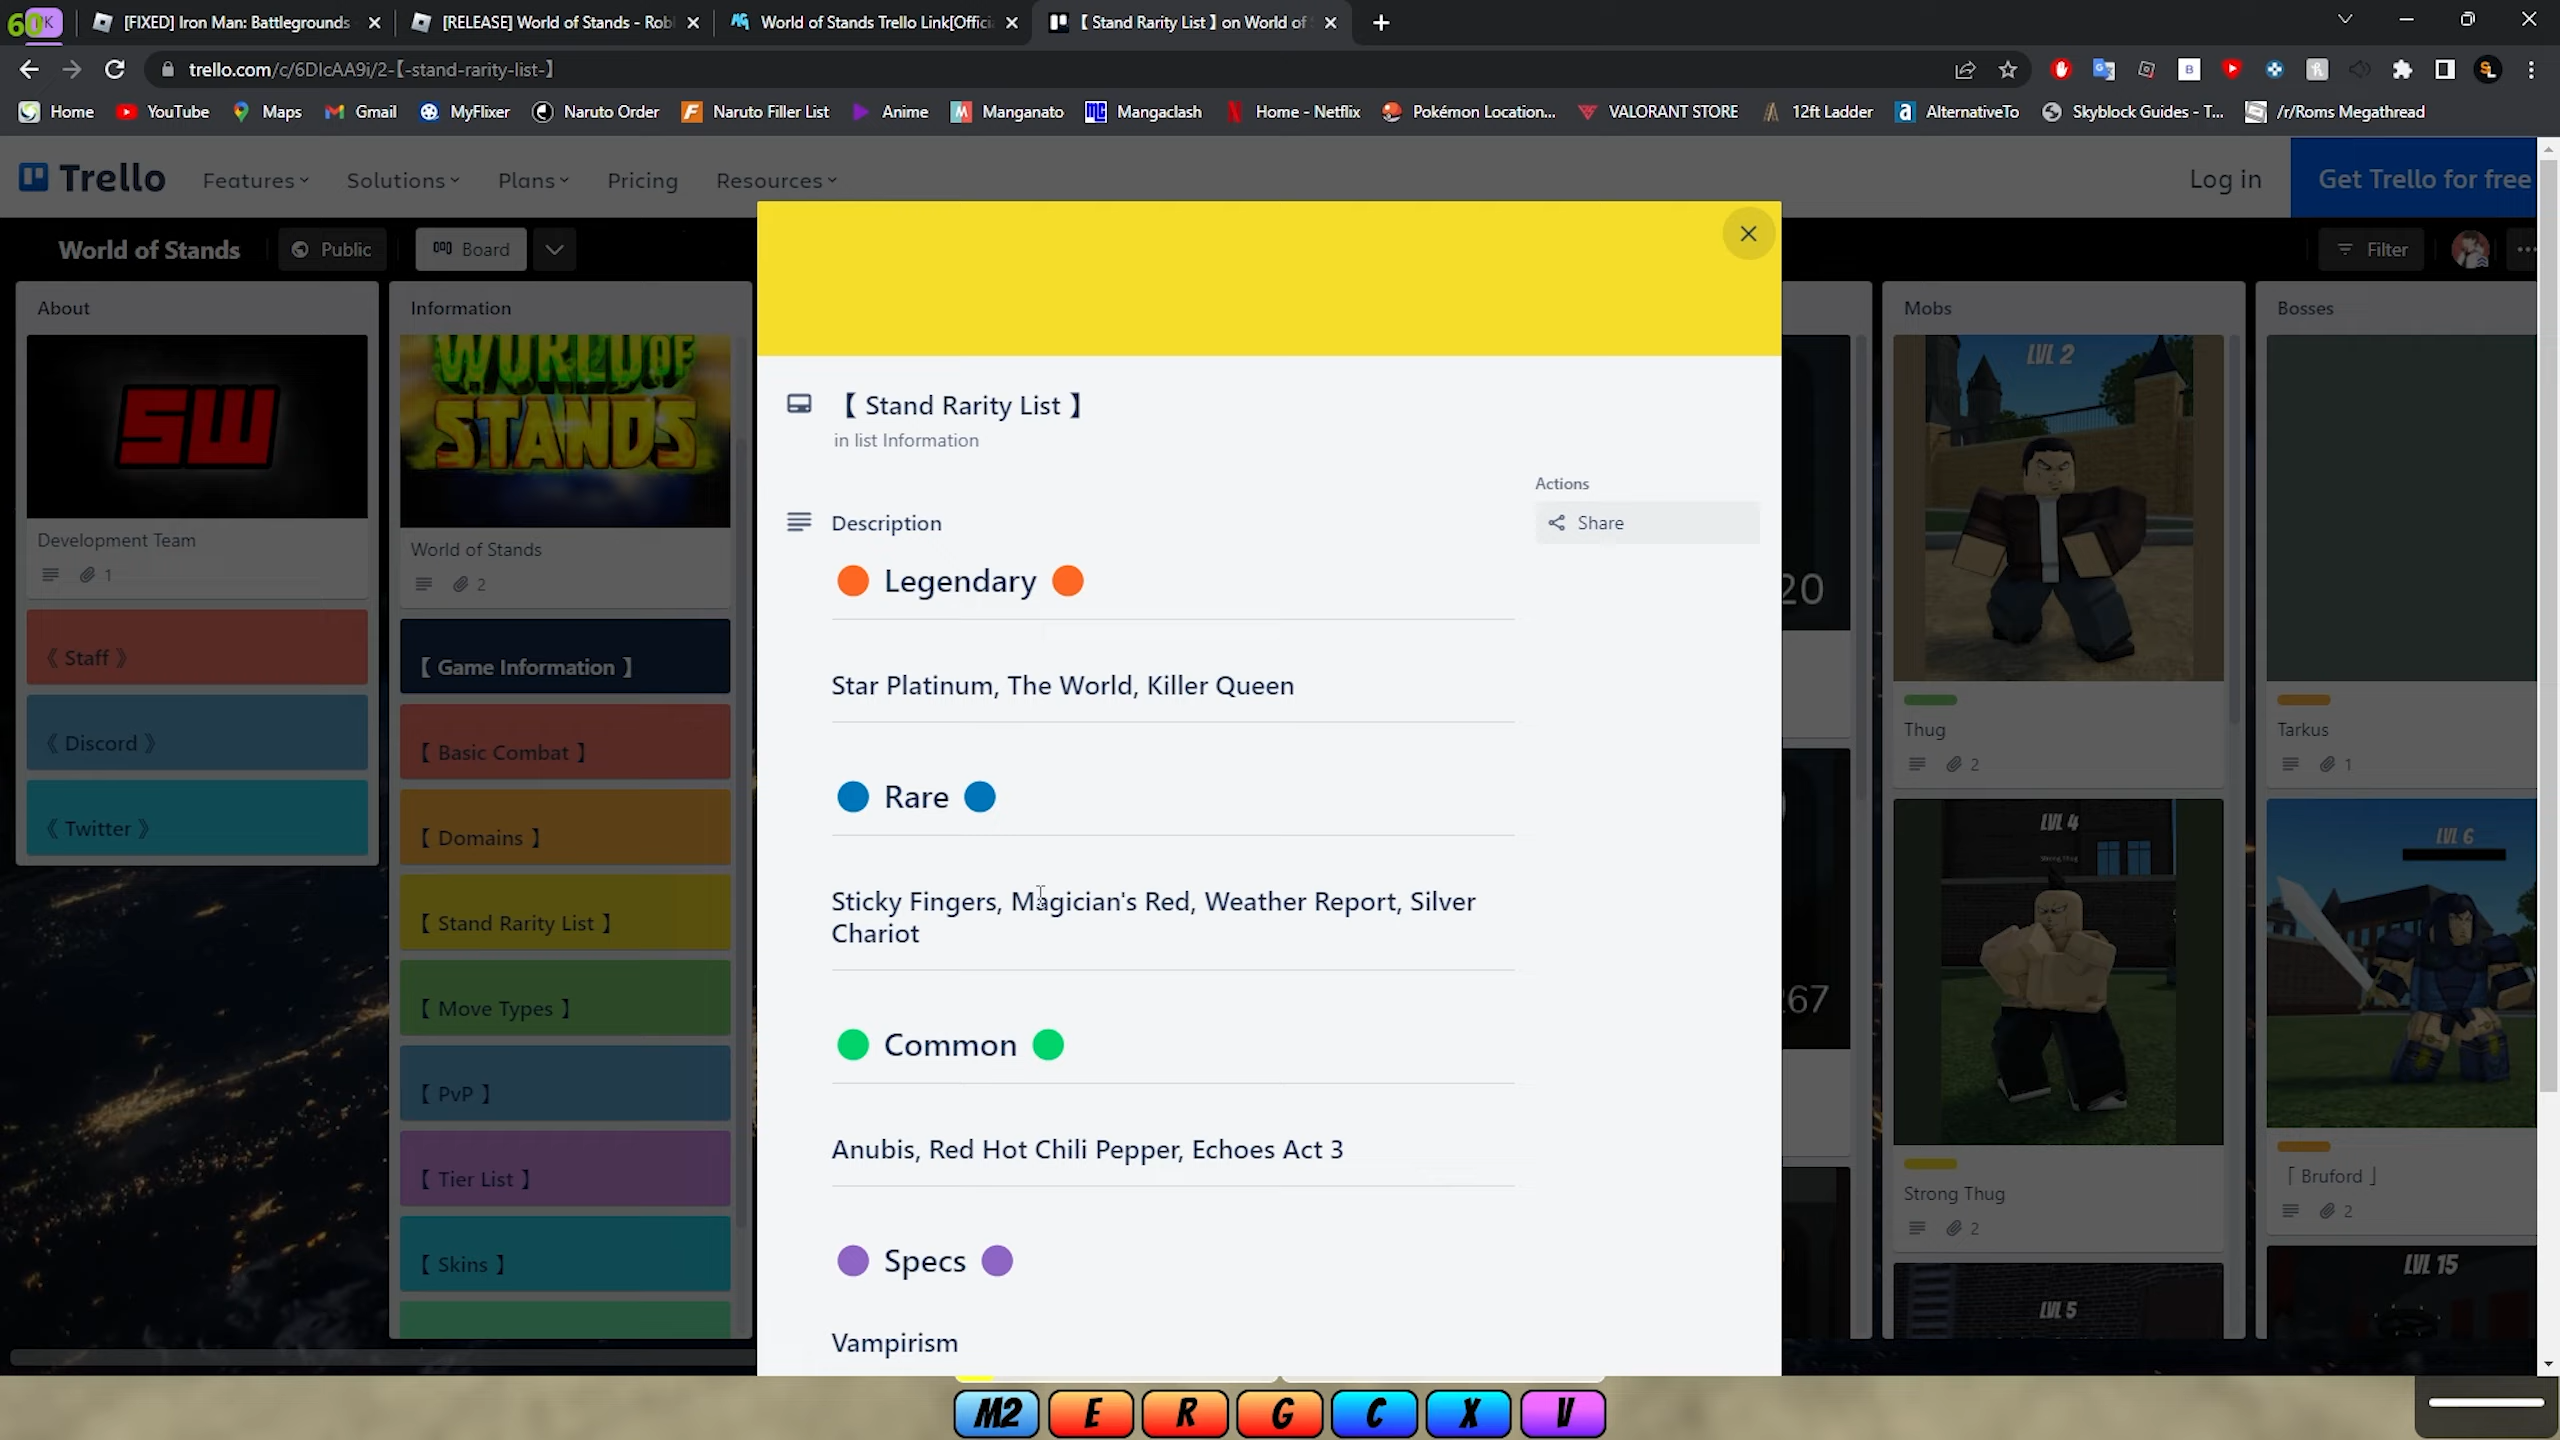 60
[FIXED] Iron Man: Battlegrounds
[RELEASE] World of Stands - Robl
World of Stands Trello Link[Offici
【 Stand Rarity List 】 on World of
trello.com/c/6DIcAA9i/2-【-stand-rarity-list-】
Home
YouTube
Maps
Gmail
MyFlixer
Naruto Order
Naruto Filler List
Anime
Manganato
Mangaclash
Home - Netflix
Pokémon Location...
VALORANT STORE
12ft Ladder
AlternativeTo
Skyblock Guides - T...
/r/Roms Megathread
Trello
Features
Solutions
Plans
Pricing
Resources
Log in
Get Trello for free
World of Stands
Public
Board
Filter
About
SW
Development Team
1
《 Staff 》
《 Discord 》
《 Twitter 》
Information
WORLD OF
STANDS
World of Stands
2
【 Game Information 】
【 Basic Combat 】
【 Domains 】
【 Stand Rarity List 】
【 Move Types 】
【 PvP 】
【 Tier List 】
【 Skins 】
【 Stand Rarity List 】
in list Information
Actions
Share
Description
Legendary
Star Platinum, The World, Killer Queen
Rare
Sticky Fingers, Magician's Red, Weather Report, Silver
Chariot
Common
Anubis, Red Hot Chili Pepper, Echoes Act 3
Specs
Vampirism
20
267
Mobs
LVL 2
Thug
2
LVL 4
Strong Thug
Strong Thug
2
LVL 5
Bosses
Tarkus
1
LVL 6
「 Bruford 」
2
LVL 15
M2
E
R
G
C
X
V